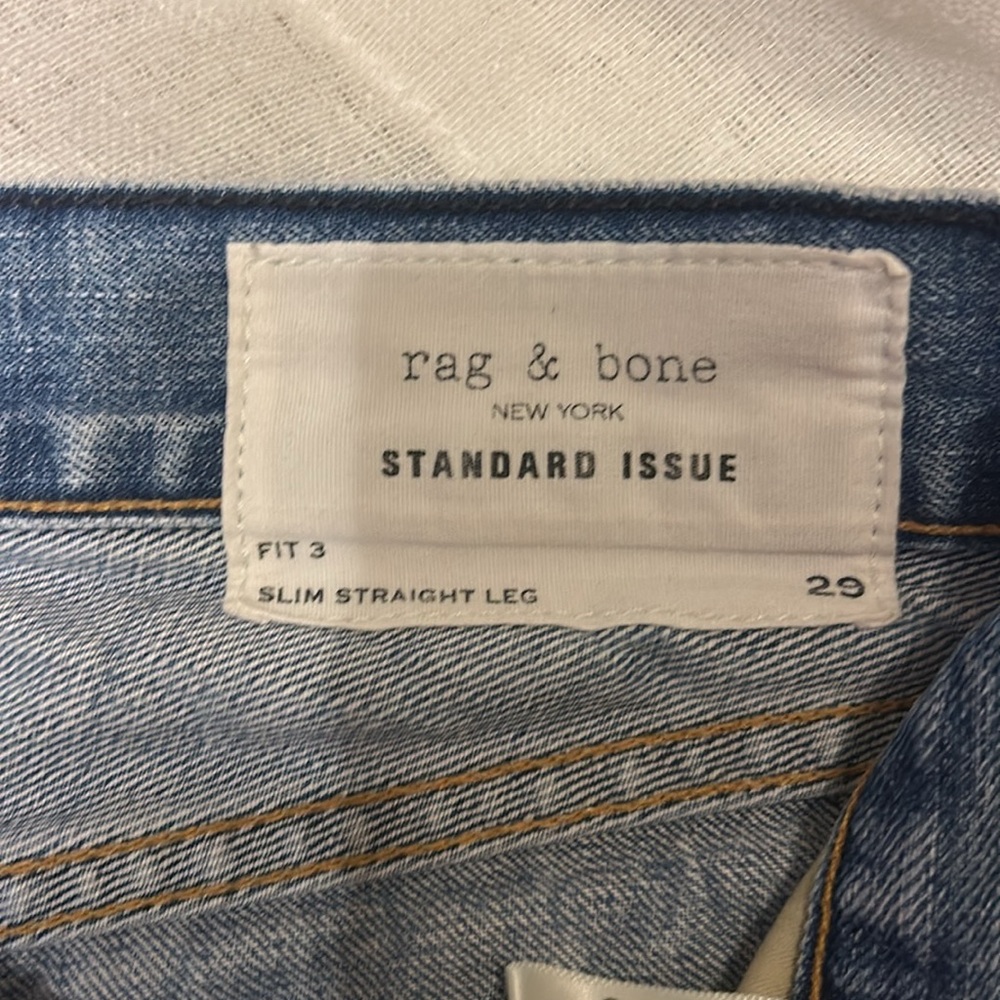 rag & bone
NEW YORK
STANDARD ISSUE
FIT 3
SLIM STRAIGHT LEG
29